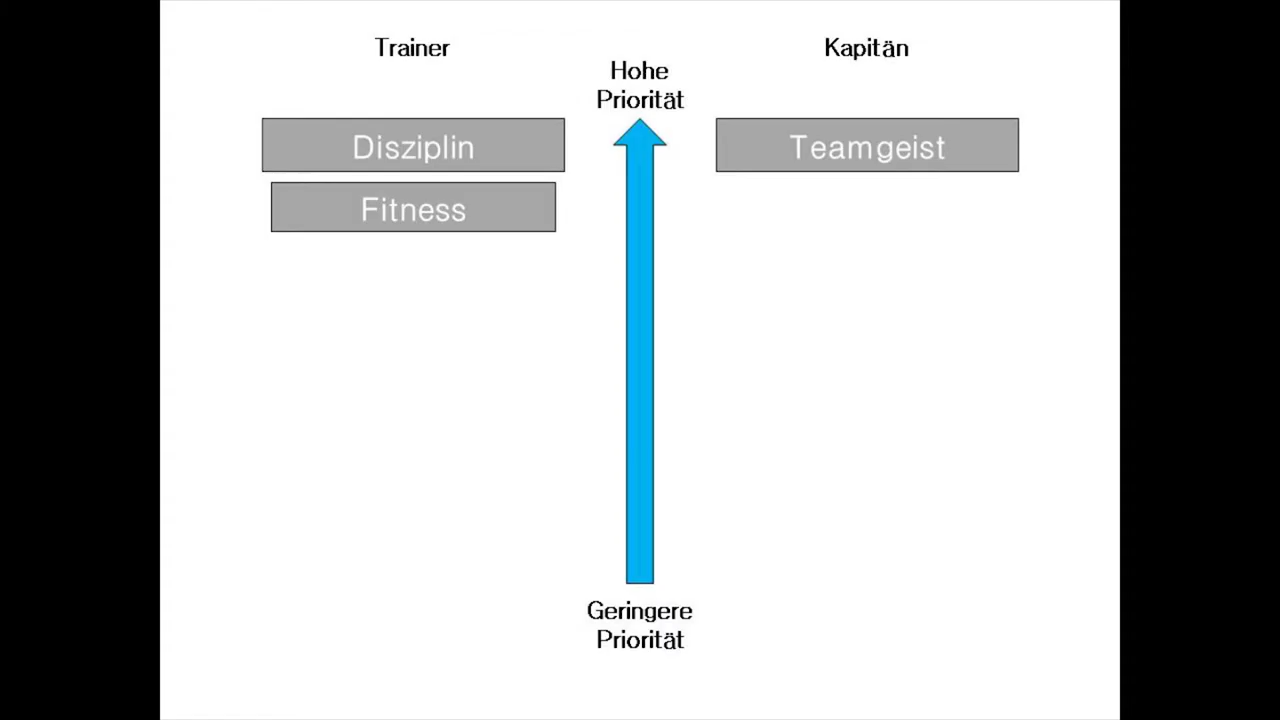 Trainer
Kapitän
Hohe
Priorität
Disziplin
Teamgeist
Fitness
Geringere
Priorität